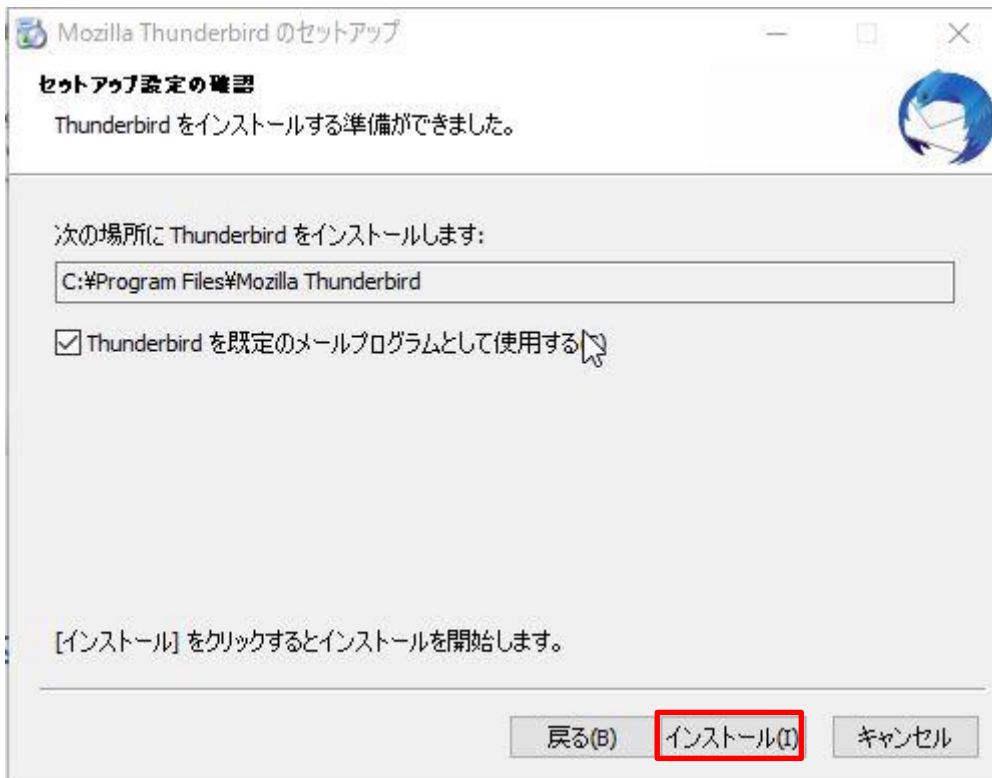 Mozilla Thunderbird のセットアップ
セットアップ設定の確認
Thunderbird をインストールする準備ができました。
次の場所に Thunderbird をインストールします:
C:¥Program Files¥Mozilla Thunderbird
Thunderbird を既定のメールプログラムとして使用する
[インストール] をクリックするとインストールを開始します。
戻る(B) インストール(I) キャンセル